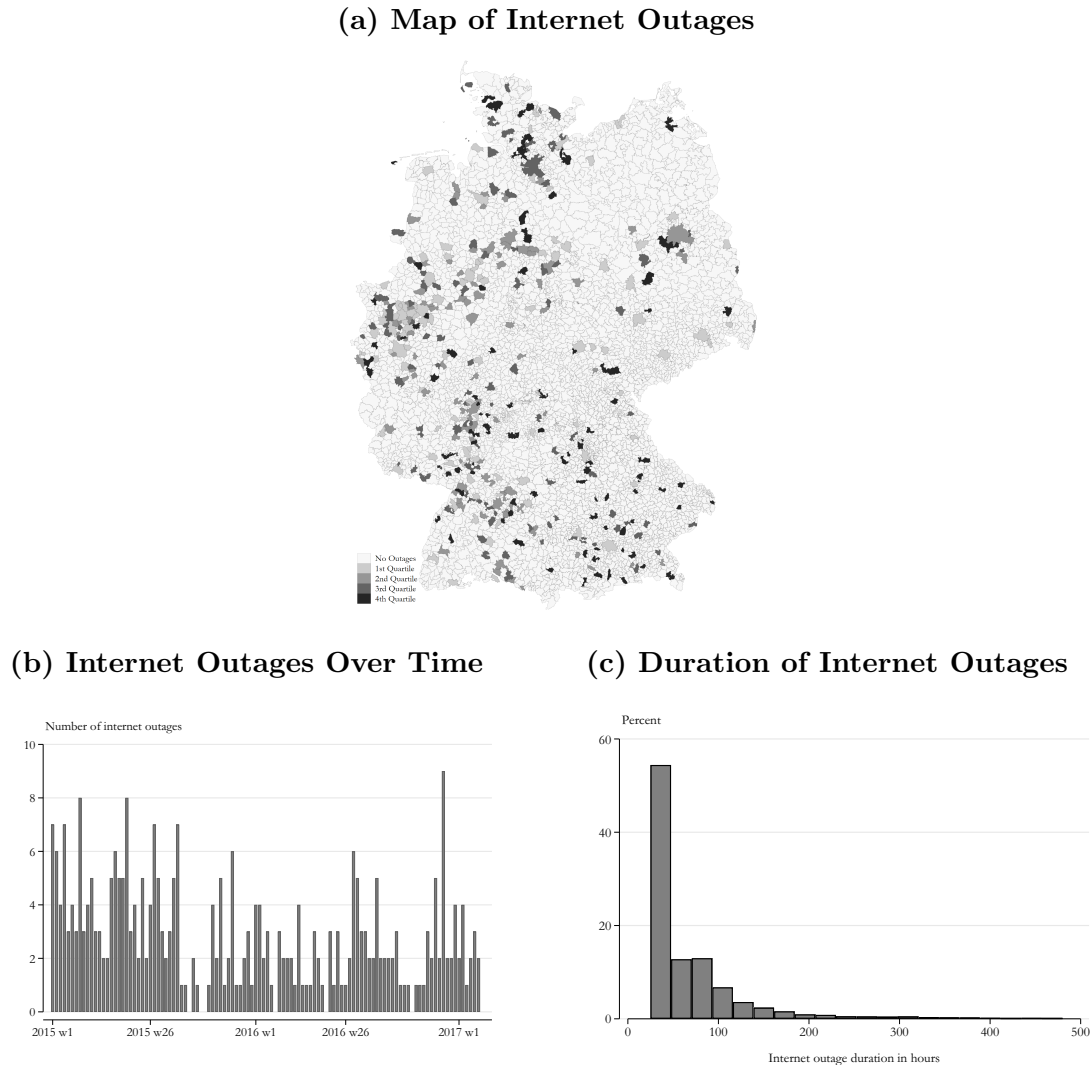 (a) Map of Internet Outages
No Outages
1st Quartile
2nd Quartile
3rd Quartile
4th Quartile
(b) Internet Outages Over Time
Number of internet outages
10
8
6
4
2
0
2015 w1 2015 w26 2016 w1 2016 w26 2017 w1
(c) Duration of Internet Outages
Percent
60
40
20
0
0 100 200 300 400 500
Internet outage duration in hours